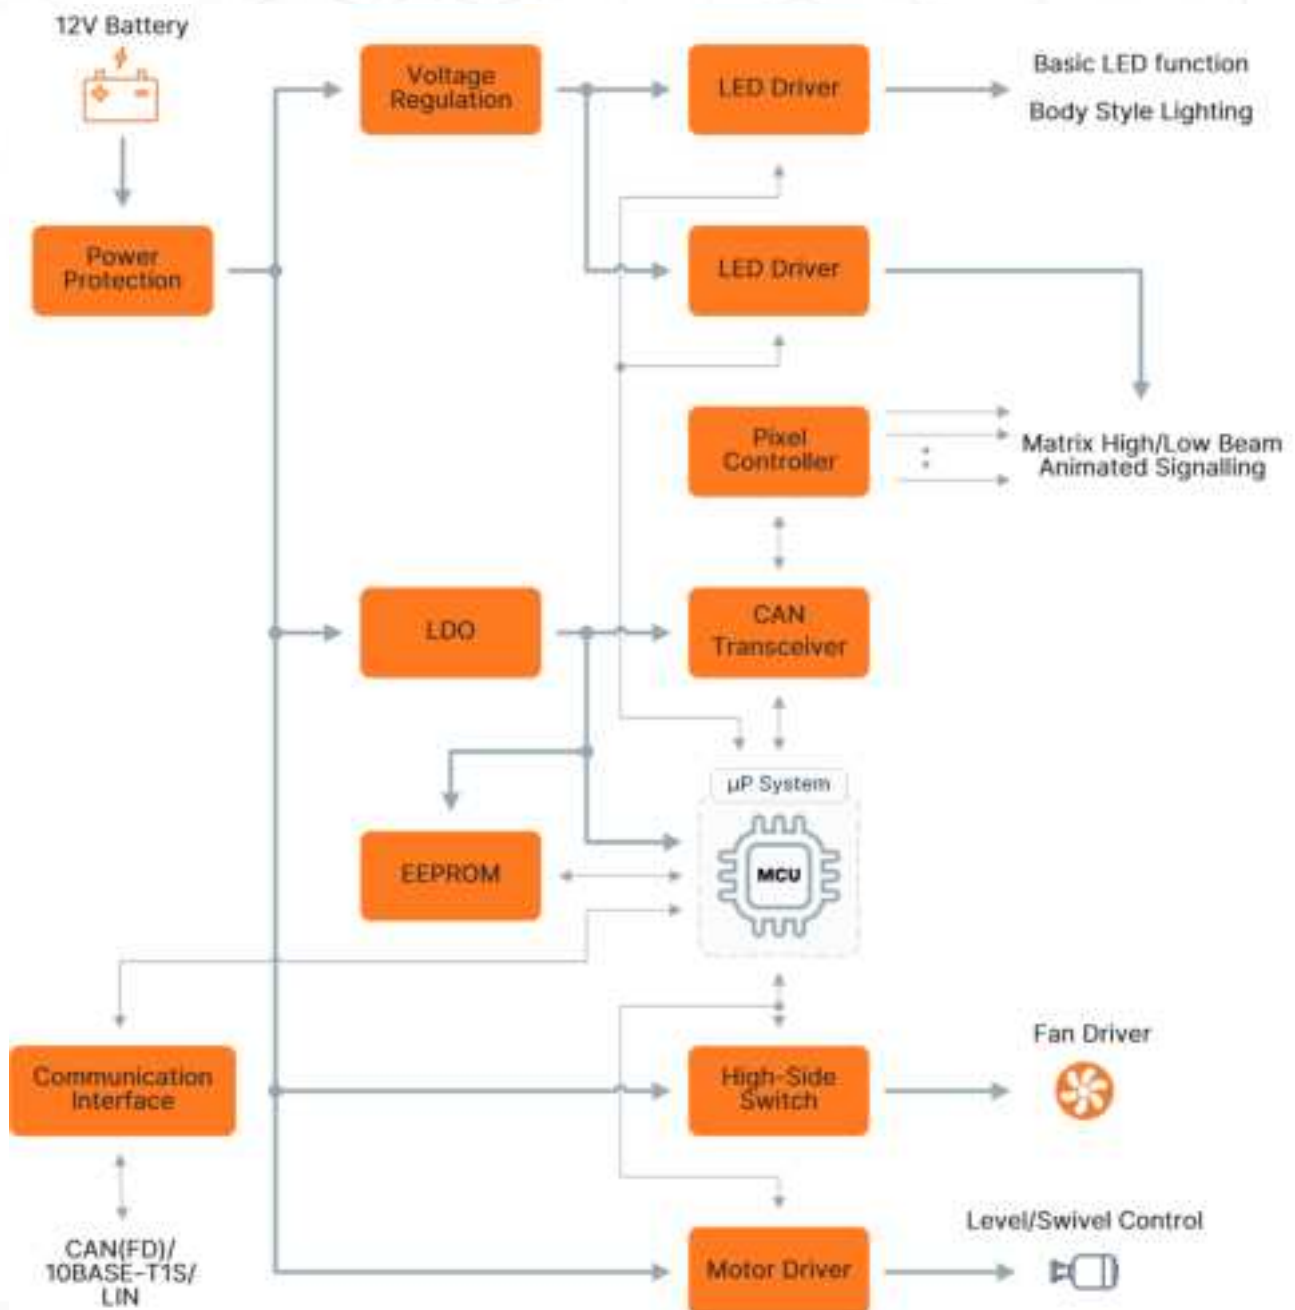 12V Battery
Voltage
Regulation
LED Driver
Basic LED function
Body Style Lighting
Power
Protection
LED Driver
Pixel
Controller
Matrix High/Low Beam
Animated Signalling
LDO
CAN
Transceiver
µP System
EEPROM
MCU
Communication
Interface
High-Side
Switch
Fan Driver
CAN(FD)/
10BASE-T1S/
LIN
Motor Driver
Level/Swivel Control